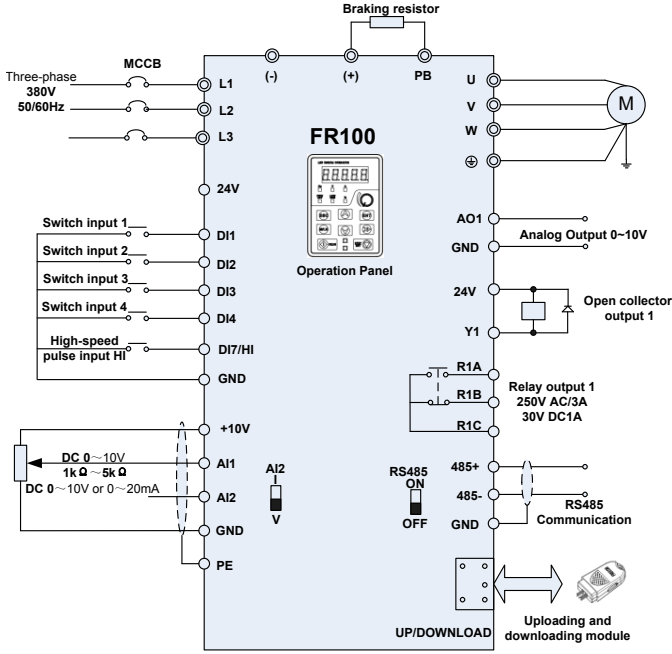 Braking resistor
MCCB
(-)
(+)
PB
Three-phase
380V
50/60Hz
L1
L2
L3
U
V
W
M
FR100
24V
Operation Panel
Switch input 1
DI1
Switch input 2
DI2
Switch input 3
DI3
Switch input 4
DI4
High-speed
pulse input HI
DI7/HI
GND
AO1
GND
Analog Output 0~10V
24V
Y1
Open collector
output 1
R1A
R1B
R1C
Relay output 1
250V AC/3A
30V DC1A
+10V
DC 0～10V
1kΩ～5kΩ
AI1
DC 0～10V or 0～20mA
AI2
GND
PE
AI2
I
V
RS485
ON
OFF
485+
485-
GND
RS485
Communication
UP/DOWNLOAD
Uploading and
downloading module